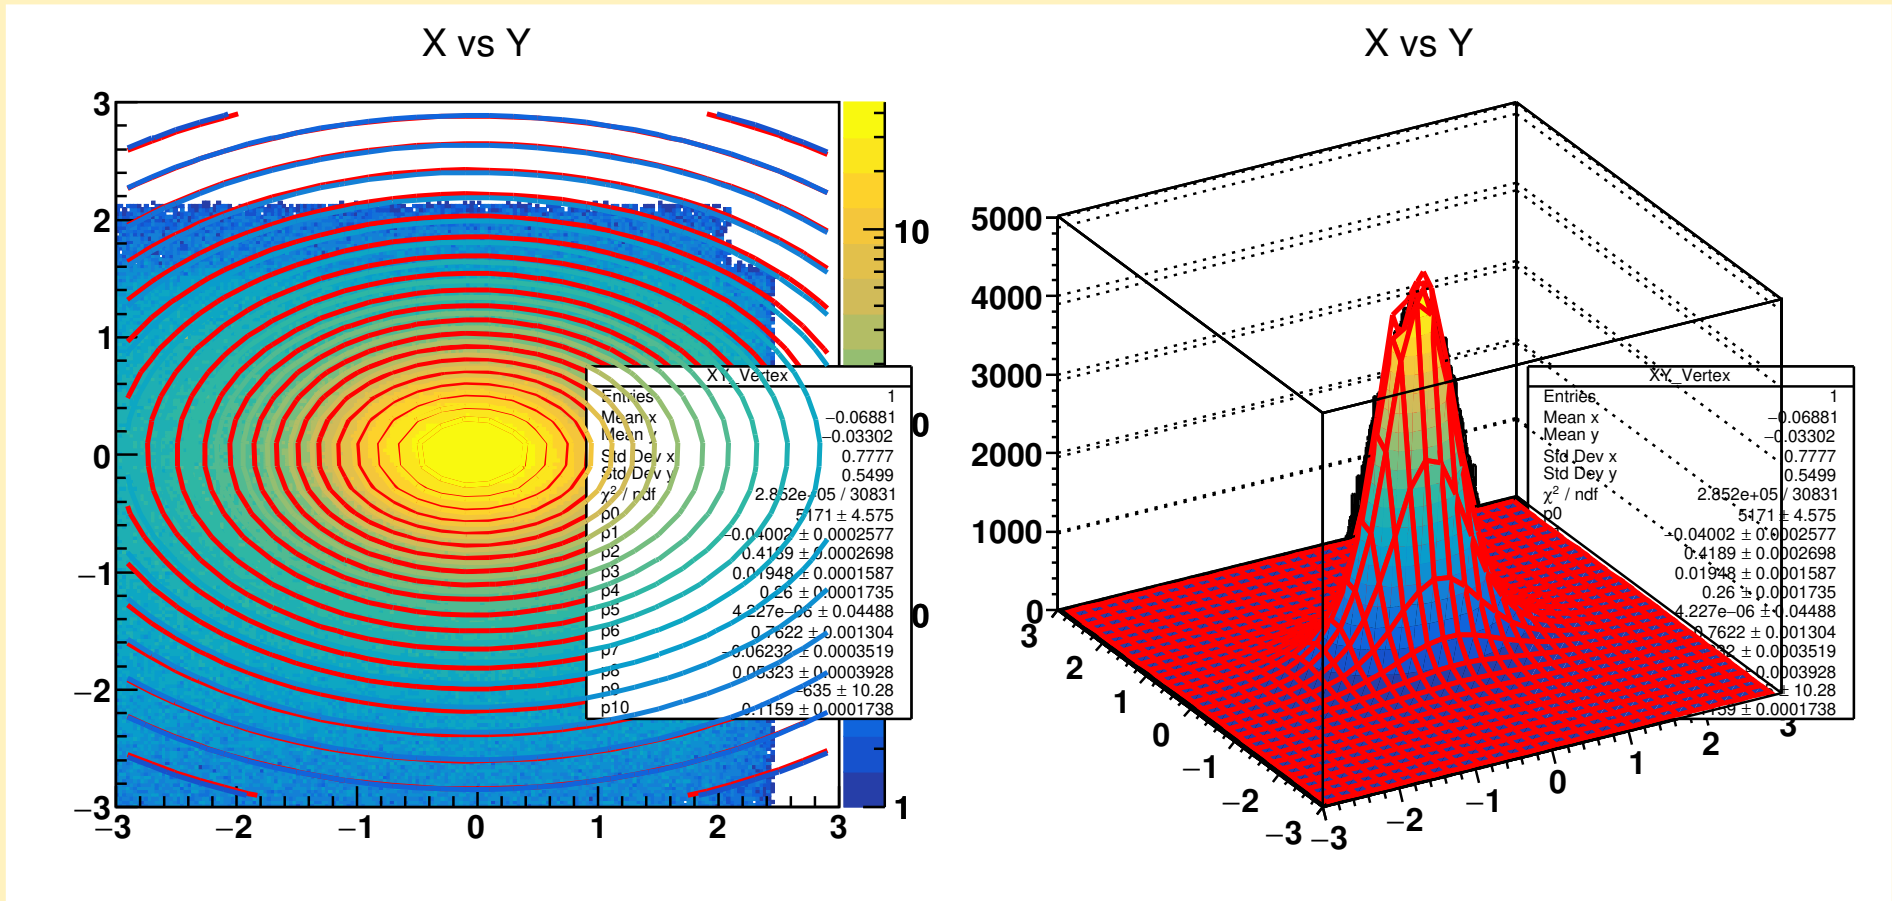 X vs Y
3
2
1
0
−1
−2
−3
−3
−2
−1
0
1
2
3
10
1
XY_Vertex
Entries 1
Mean x −0.06881
Mean y −0.03302
Std Dev x 0.7777
Std Dev y 0.5499
χ² / ndf 2.852e+05 / 30831
p0 5171 ± 4.575
p1 −0.04002 ± 0.0002577
p2 0.4189 ± 0.0002698
p3 0.01948 ± 0.0001587
p4 0.26 ± 0.0001735
p5 4.227e−06 ± 0.04488
p6 0.7622 ± 0.001304
p7 −0.06232 ± 0.0003519
p8 0.05323 ± 0.0003928
p9 −635 ± 10.28
p10 0.1159 ± 0.0001738
0
0
X vs Y
5000
4000
3000
2000
1000
0
3
2
1
0
−1
−2
−3
−3
−2
−1
0
1
2
3
XY_Vertex
Entries 1
Mean x −0.06881
Mean y −0.03302
Std Dev x 0.7777
Std Dev y 0.5499
χ² / ndf 2.852e+05 / 30831
p0 5171 ± 4.575
−0.04002 ± 0.0002577
0.4189 ± 0.0002698
0.01948 ± 0.0001587
0.26 ± 0.0001735
4.227e−06 ± 0.04488
0.7622 ± 0.001304
± 0.0003519
0.0003928
± 10.28
± 0.0001738